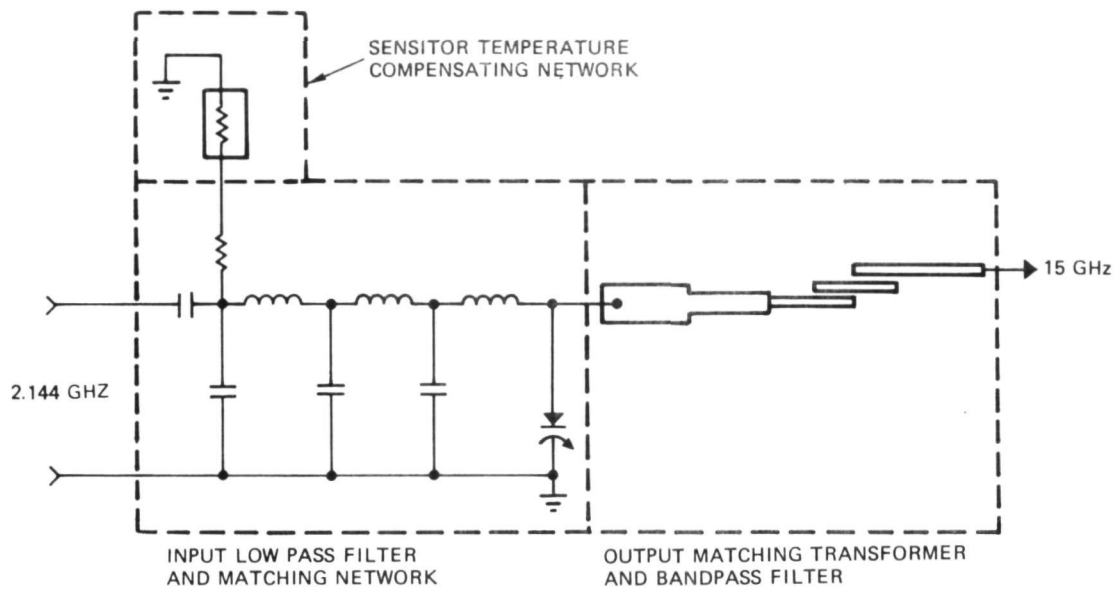 SENSITOR TEMPERATURE
COMPENSATING NETWORK
15 GHz
2.144 GHZ
INPUT LOW PASS FILTER
AND MATCHING NETWORK
OUTPUT MATCHING TRANSFORMER
AND BANDPASS FILTER